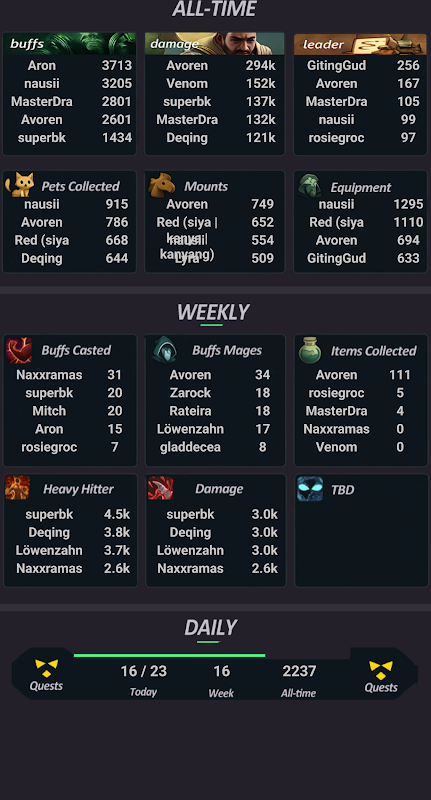 ALL-TIME
buffs
Aron 3713
nausii 3205
MasterDra 2801
Avoren 2601
superbk 1434
damage
Avoren 294k
Venom 152k
superbk 137k
MasterDra 132k
Deqing 121k
leader
GitingGud 256
Avoren 167
MasterDra 105
nausii 99
rosiegroc 97
Pets Collected
nausii 915
Avoren 786
Red (siya 668
Deqing 644
Mounts
Avoren 749
Red (siya | 652
kanyang)
554
Lyra 509
Equipment
nausii 1295
Red (siya 1110
Avoren 694
GitingGud 633
WEEKLY
Buffs Casted
Naxxramas 31
superbk 20
Mitch 20
Aron 15
rosiegroc 7
Buffs Mages
Avoren 34
Zarock 18
Rateira 18
Löwenzahn 17
gladdecea 8
Items Collected
Avoren 111
rosiegroc 5
MasterDra 4
Naxxramas 0
Venom 0
Heavy Hitter
superbk 4.5k
Deqing 3.8k
Löwenzahn 3.7k
Naxxramas 2.6k
Damage
superbk 3.0k
Deqing 3.0k
Löwenzahn 3.0k
Naxxramas 2.6k
TBD
DAILY
Quests
16 / 23
Today
16
Week
2237
All-time
Quests